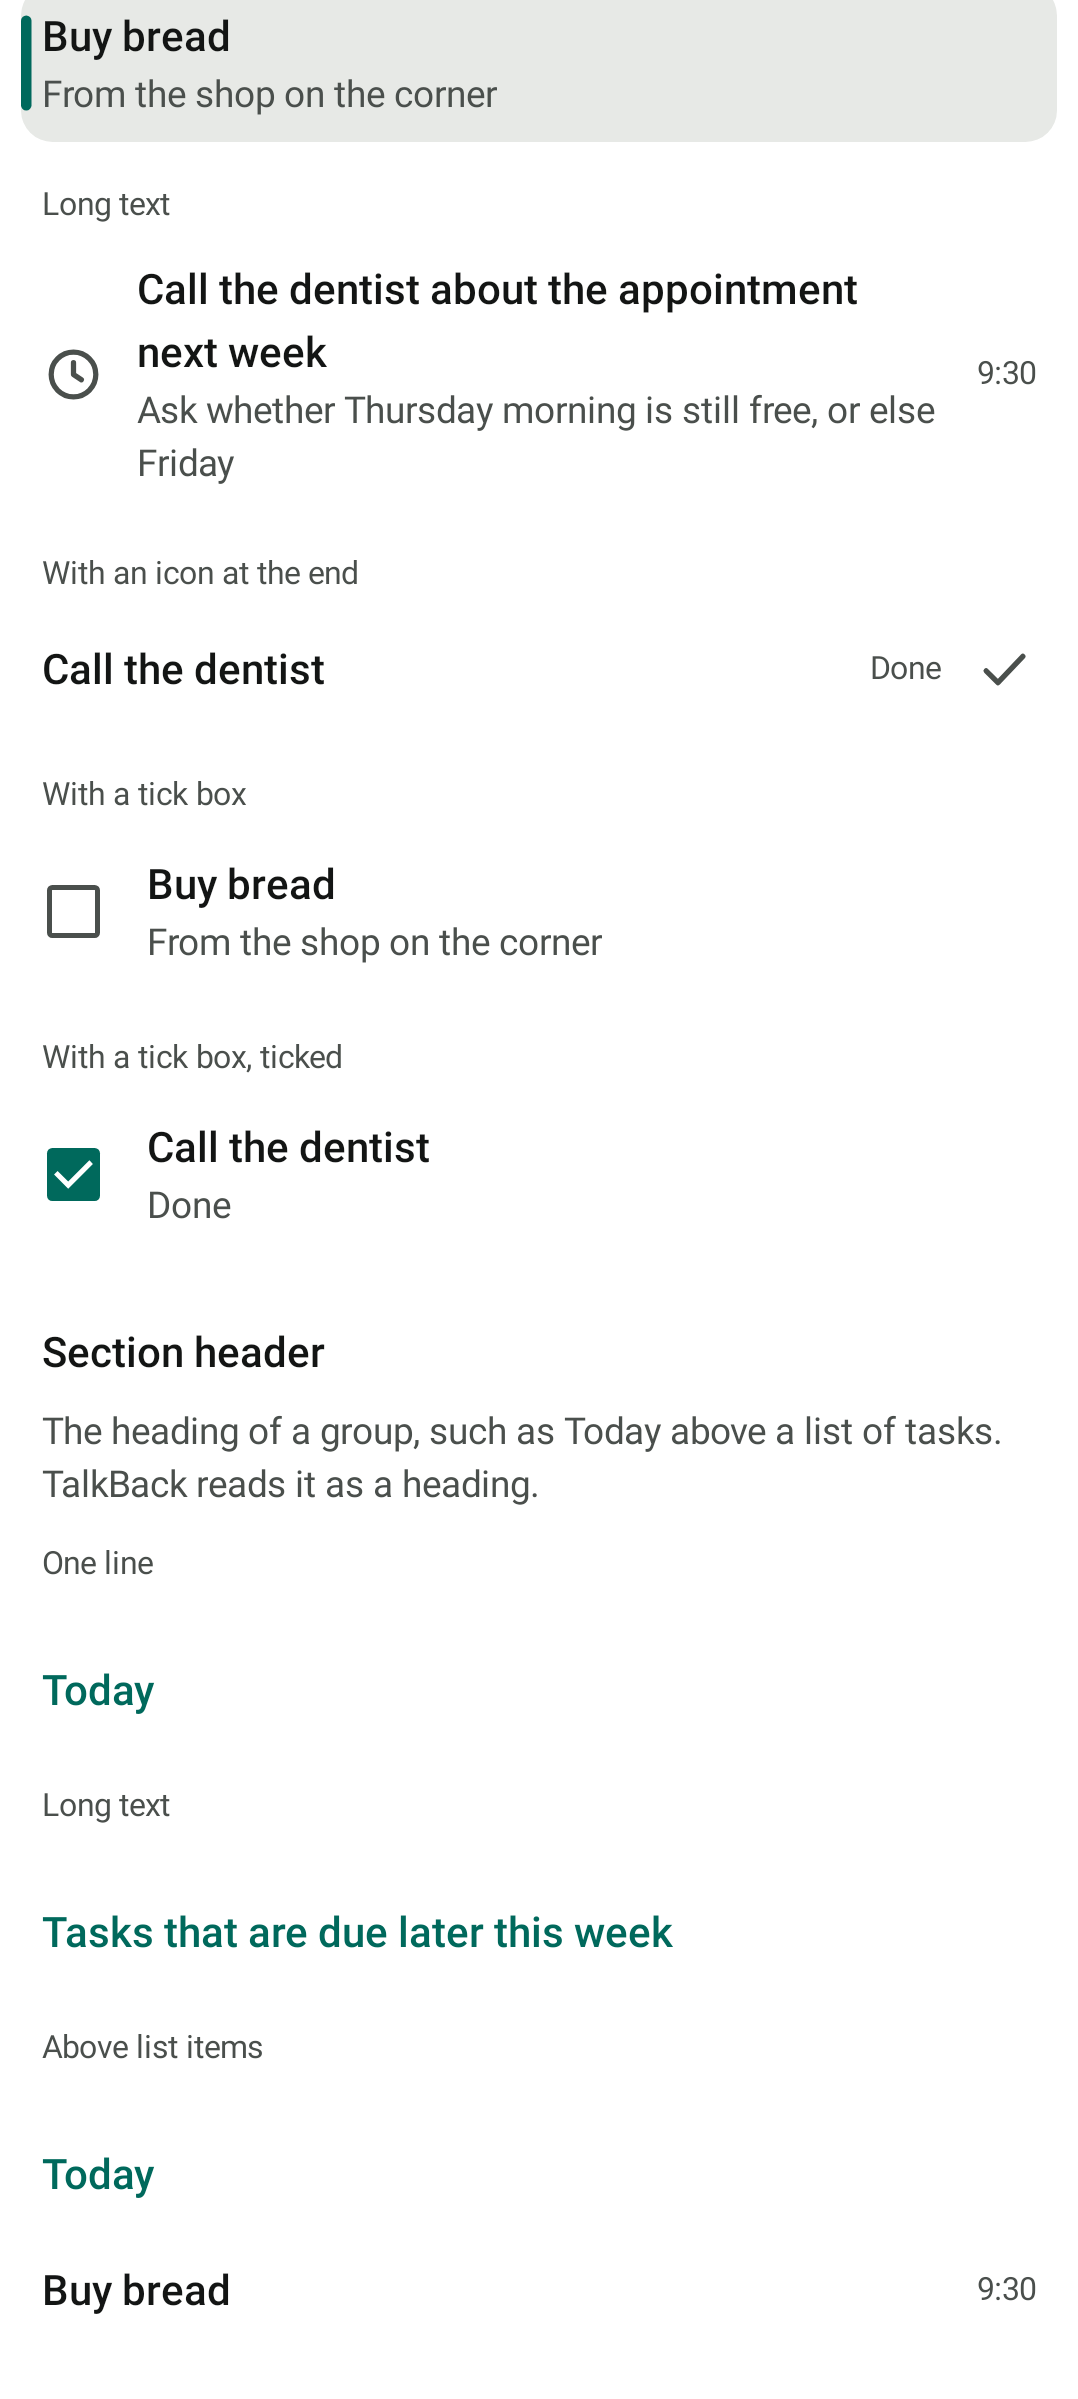 Buy bread
From the shop on the corner
Long text
Call the dentist about the appointment
next week
9:30
Ask whether Thursday morning is still free, or else
Friday
With an icon at the end
Call the dentist
Done
With a tick box
Buy bread
From the shop on the corner
With a tick box, ticked
Call the dentist
Done
Section header
The heading of a group, such as Today above a list of tasks.
TalkBack reads it as a heading.
One line
Today
Long text
Tasks that are due later this week
Above list items
Today
Buy bread
9:30